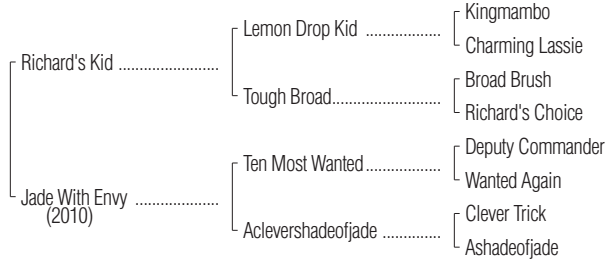 Kingmambo
Lemon Drop Kid ..................
Charming Lassie
Richard's Kid ........................
Broad Brush
Tough Broad..........................
Richard's Choice
Deputy Commander
Ten Most Wanted..................
Wanted Again
Jade With Envy ....................
(2010)
Clever Trick
Aclevershadeofjade ..............
Ashadeofjade